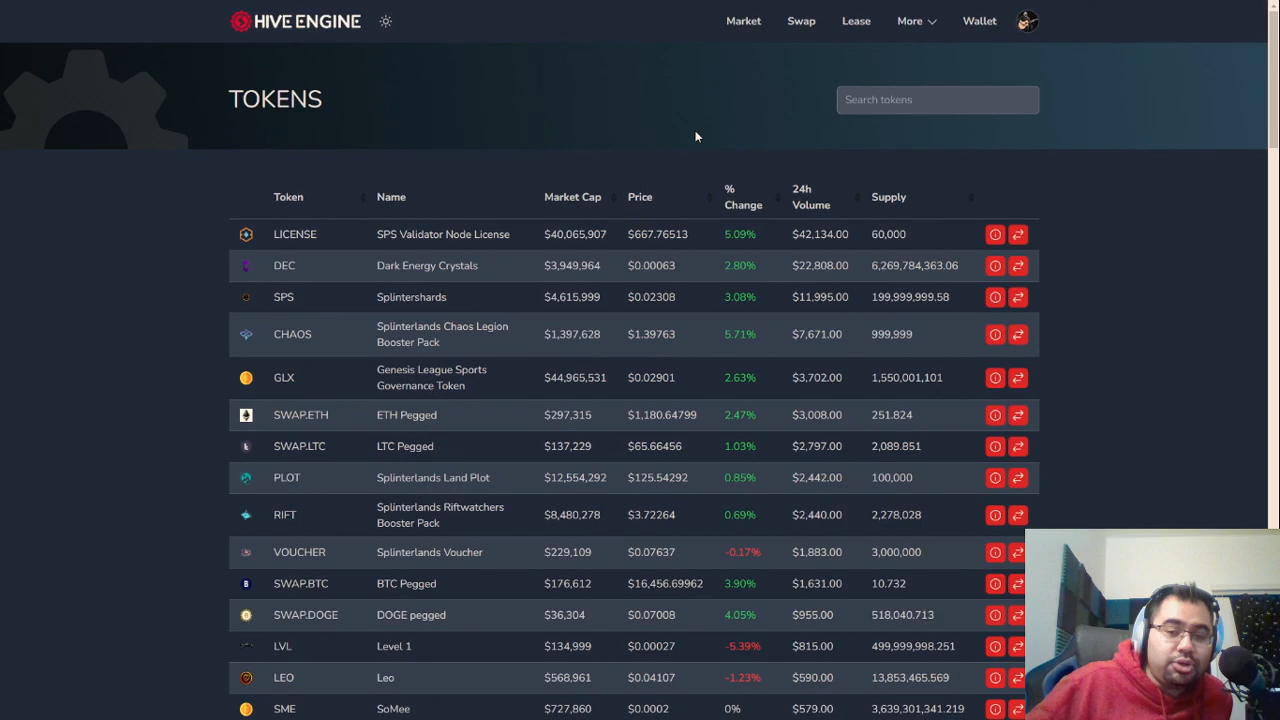 HIVE ENGINE
Market Swap Lease More Wallet
TOKENS
Search tokens
Token Name Market Cap Price % Change 24h Volume Supply
LICENSE SPS Validator Node License $40,065,907 $667.76513 5.09% $42,134.00 60,000
DEC Dark Energy Crystals $3,949,964 $0.00063 2.80% $22,808.00 6,269,784,363.06
SPS Splintershards $4,615,999 $0.02308 3.08% $11,995.00 199,999,999.58
CHAOS Splinterlands Chaos Legion Booster Pack $1,397,628 $1.39763 5.71% $7,671.00 999,999
GLX Genesis League Sports Governance Token $44,965,531 $0.02901 2.63% $3,702.00 1,550,001,101
SWAP.ETH ETH Pegged $297,315 $1,180.64799 2.47% $3,008.00 251.824
SWAP.LTC LTC Pegged $137,229 $65.66456 1.03% $2,797.00 2,089.851
PLOT Splinterlands Land Plot $12,554,292 $125.54292 0.85% $2,442.00 100,000
RIFT Splinterlands Riftwatchers Booster Pack $8,480,278 $3.72264 0.69% $2,440.00 2,278,028
VOUCHER Splinterlands Voucher $229,109 $0.07637 -0.17% $1,883.00 3,000,000
SWAP.BTC BTC Pegged $176,612 $16,456.69962 3.90% $1,631.00 10.732
SWAP.DOGE DOGE pegged $36,304 $0.07008 4.05% $955.00 518,040.713
LVL Level 1 $134,999 $0.00027 -5.39% $815.00 499,999,998.251
LEO Leo $568,961 $0.04107 -1.23% $590.00 13,853,465.569
SME SoMee $727,860 $0.0002 0% $579.00 3,639,301,341.219